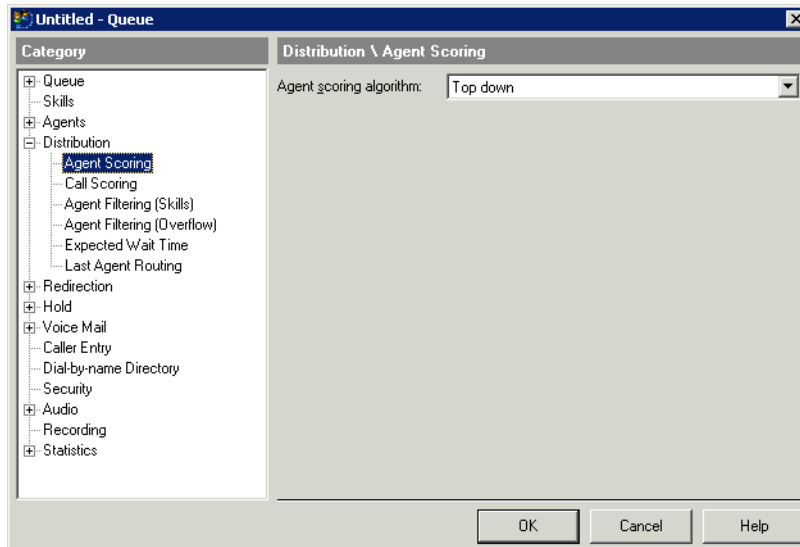 Untitled - Queue
Category
Queue
Skills
Agents
Distribution
Agent Scoring
Call Scoring
Agent Filtering (Skills)
Agent Filtering (Overflow)
Expected Wait Time
Last Agent Routing
Redirection
Hold
Voice Mail
Caller Entry
Dial-by-name Directory
Security
Audio
Recording
Statistics
Distribution \ Agent Scoring
Agent scoring algorithm: Top down
OK Cancel Help